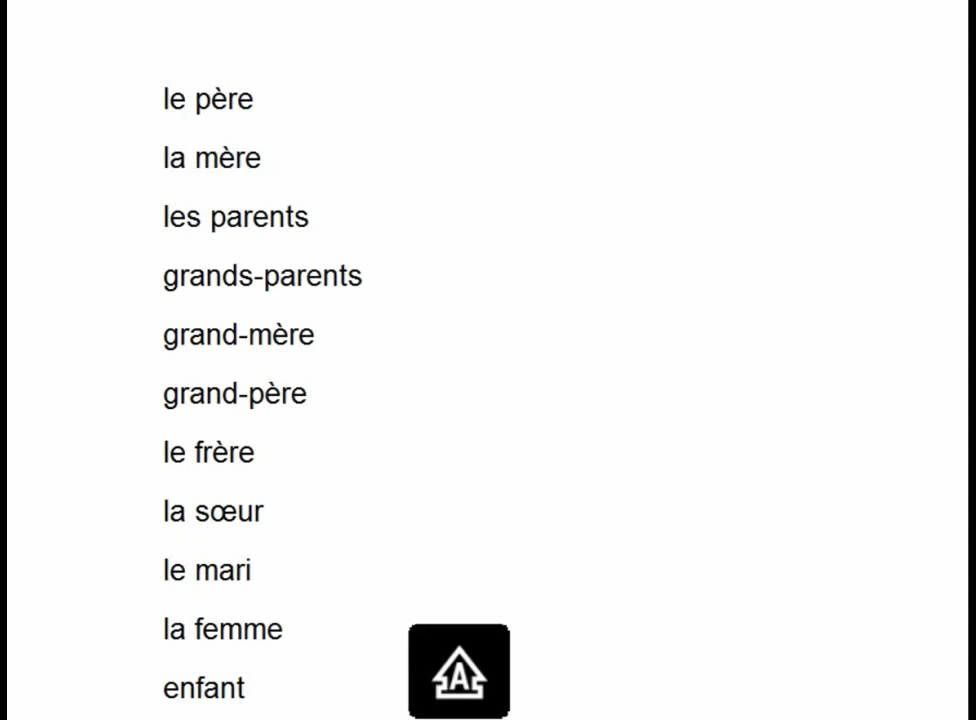 le père
la mère
les parents
grands-parents
grand-mère
grand-père
le frère
la sœur
le mari
la femme
enfant
A